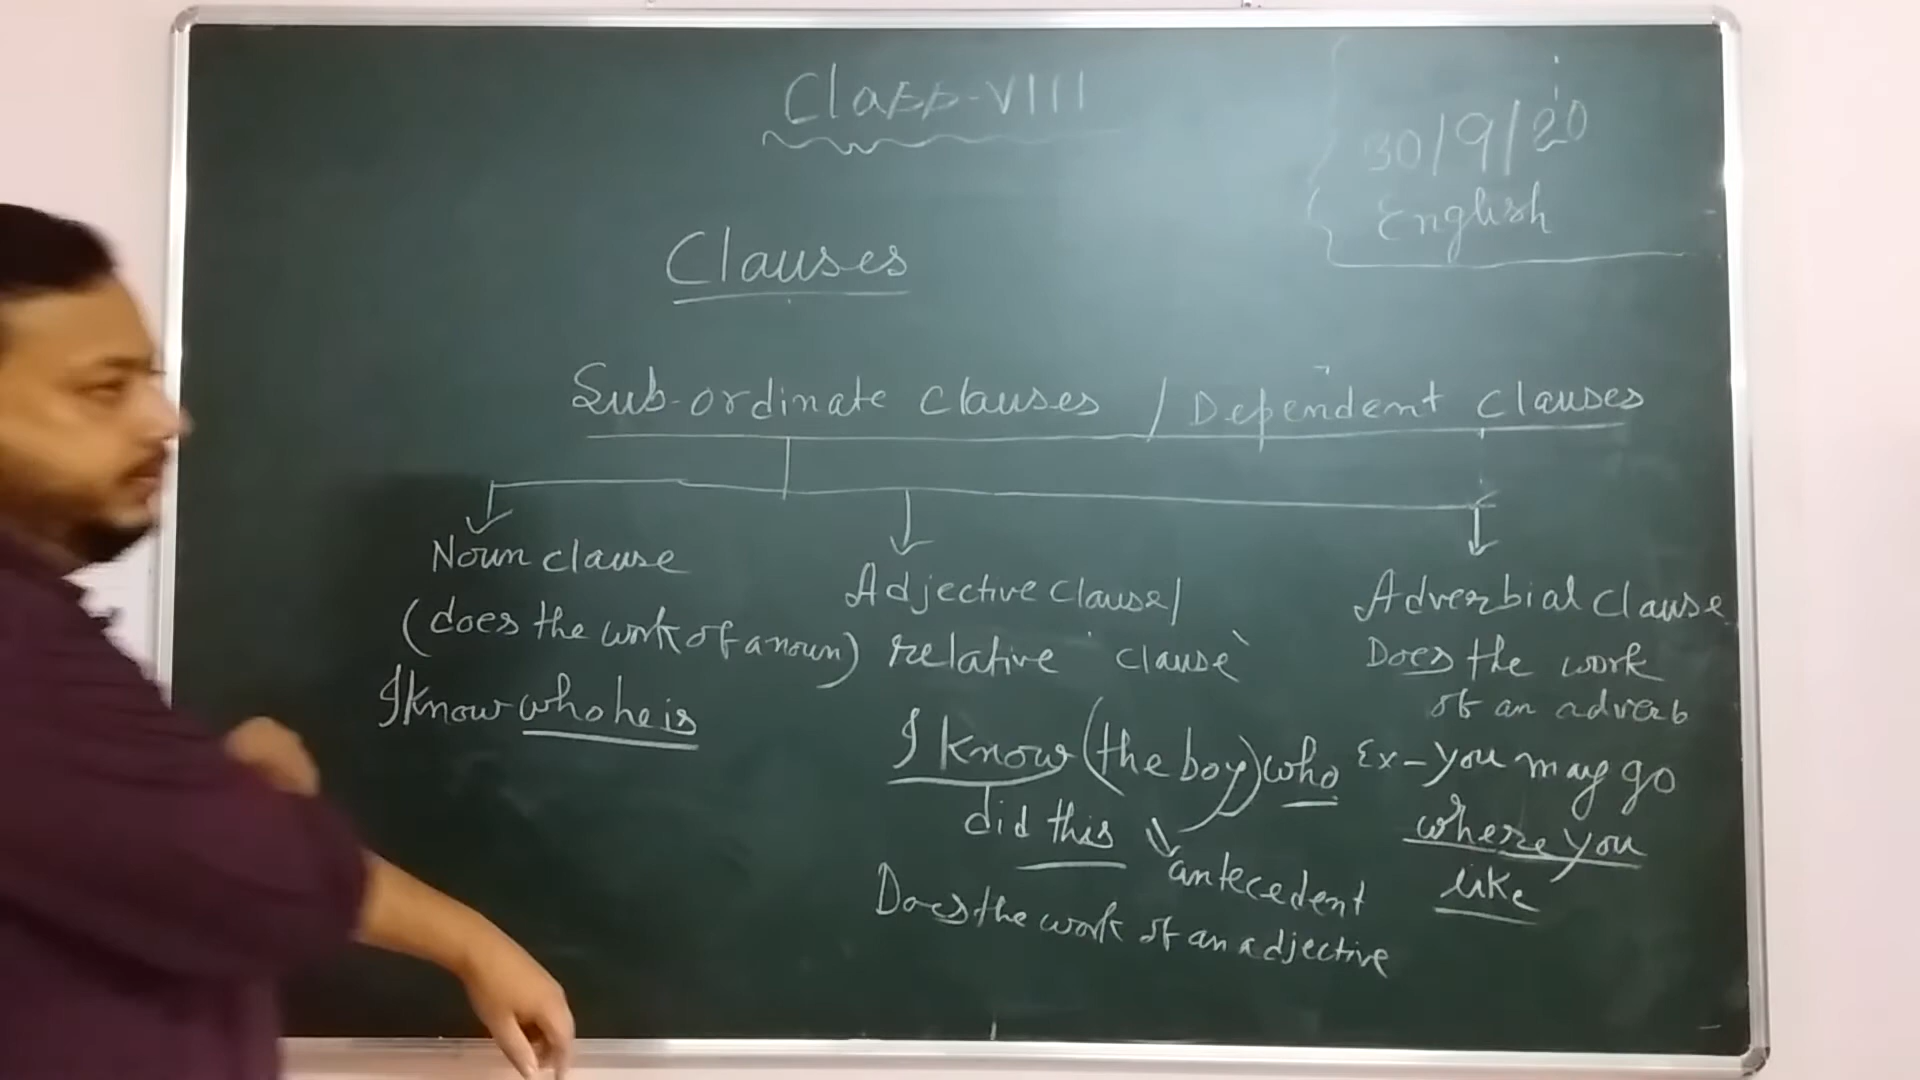 Class-VIII
30/9/20
English
Clauses
Sub-ordinate clauses / Dependent clauses
Noun clause
(does the work of a noun)
I know who he is
Adjective clause/
relative clause
I know (the boy) who
did this
antecedent
Does the work of an adjective
Adverbial clause
Does the work
of an adverb
Ex - you may go
where you
like